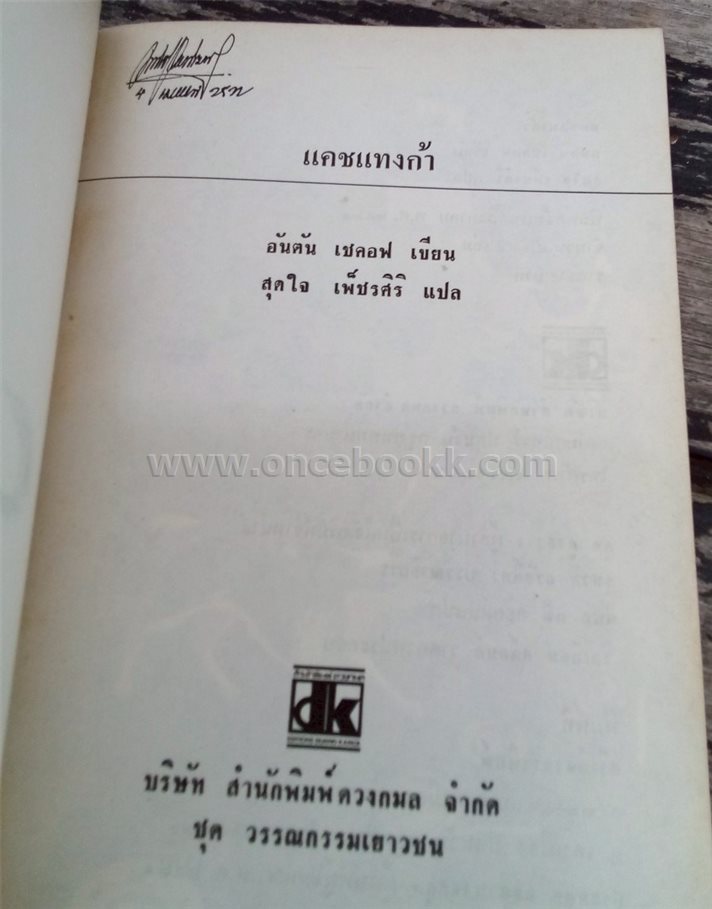 แคชแทงก้า
อันตัน เชคอฟ เขียน
สุดใจ เพ็ชรศิริ แปล
www.oncebookk.com
dk
บริษัท สำนักพิมพ์ดวงกมล จำกัด
ชุด วรรณกรรมเยาวชน